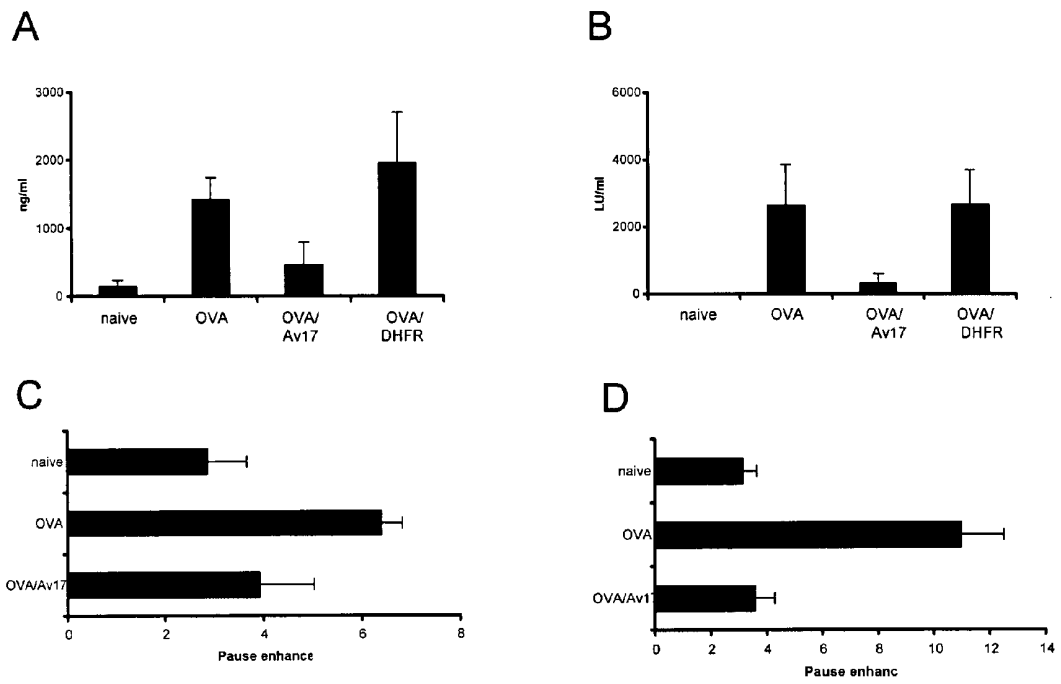 A
3000
2000
1000
0
ng/ml
naive
OVA
OVA/
Av17
OVA/
DHFR
B
6000
4000
2000
0
LU/ml
naive
OVA
OVA/
Av17
OVA/
DHFR
C
naive
OVA
OVA/Av17
0 2 4 6 8
Pause enhance
D
naive
OVA
OVA/Av17
0 2 4 6 8 10 12 14
Pause enhanc